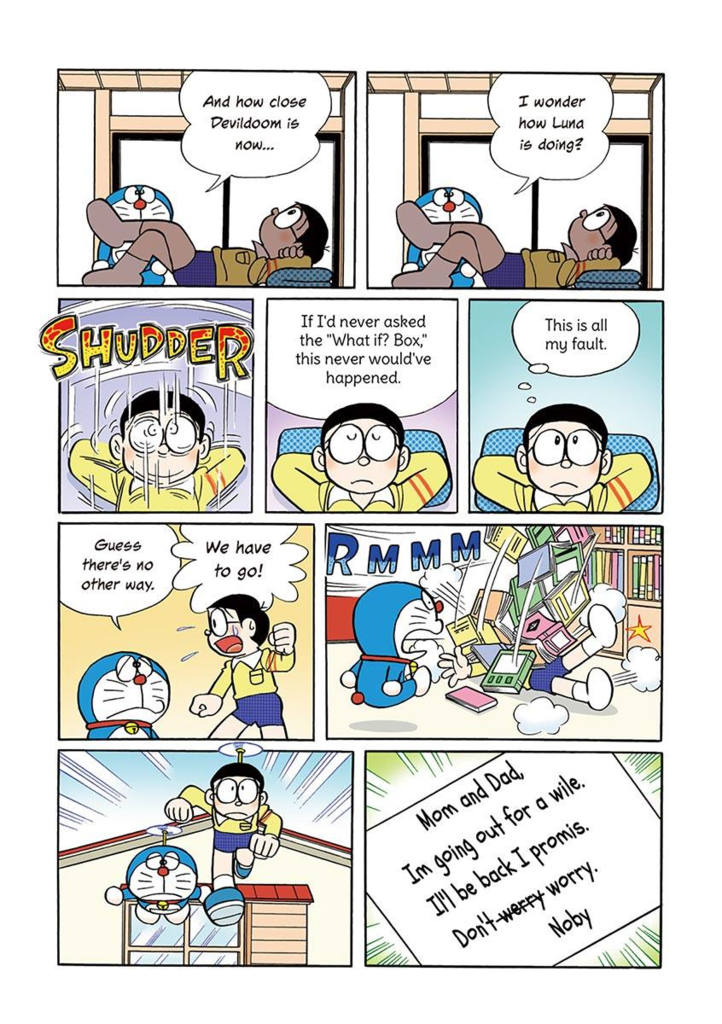 I wonder
how Luna
is doing?
And how close
Devildoom is
now...
This is all
my fault.
If I'd never asked
the "What if? Box,"
this never would've
happened.
SHUDDER
RMMM
We have
to go!
Guess
there's no
other way.
Mom and Dad,
Im going out for a wile.
I'll be back I promis.
Don't werry worry.
Noby